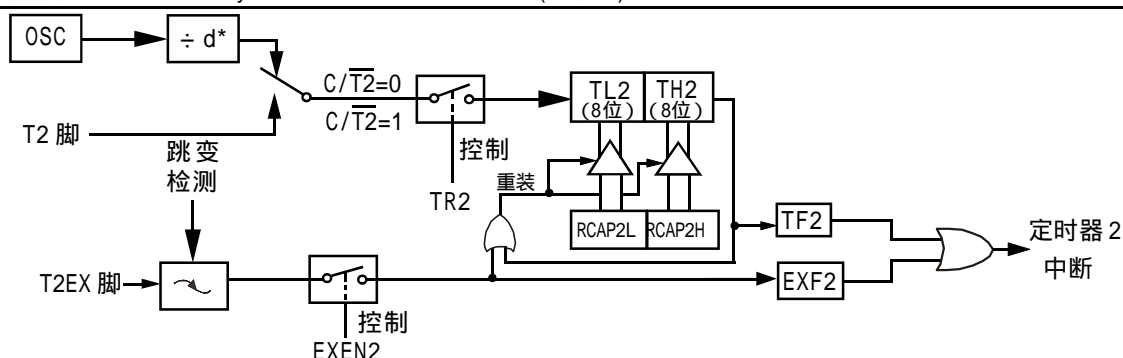 OSC
÷ d*
C/T2=0
C/T2=1
TL2
(8位)
TH2
(8位)
T2 脚
跳变
检测
控制
TR2
重装
RCAP2L
RCAP2H
TF2
定时器 2
中断
T2EX 脚
EXF2
控制
EXEN2